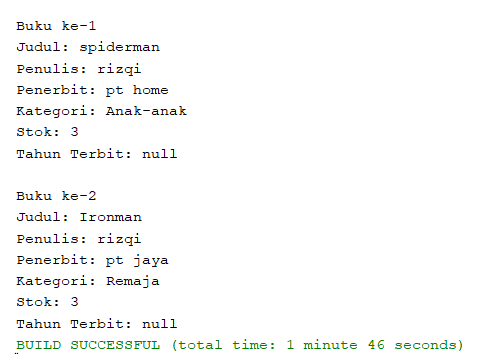 Buku ke-1
Judul: spiderman
Penulis: rizqi
Penerbit: pt home
Kategori: Anak-anak
Stok: 3
Tahun Terbit: null

Buku ke-2
Judul: Ironman
Penulis: rizqi
Penerbit: pt jaya
Kategori: Remaja
Stok: 3
Tahun Terbit: null
BUILD SUCCESSFUL (total time: 1 minute 46 seconds)